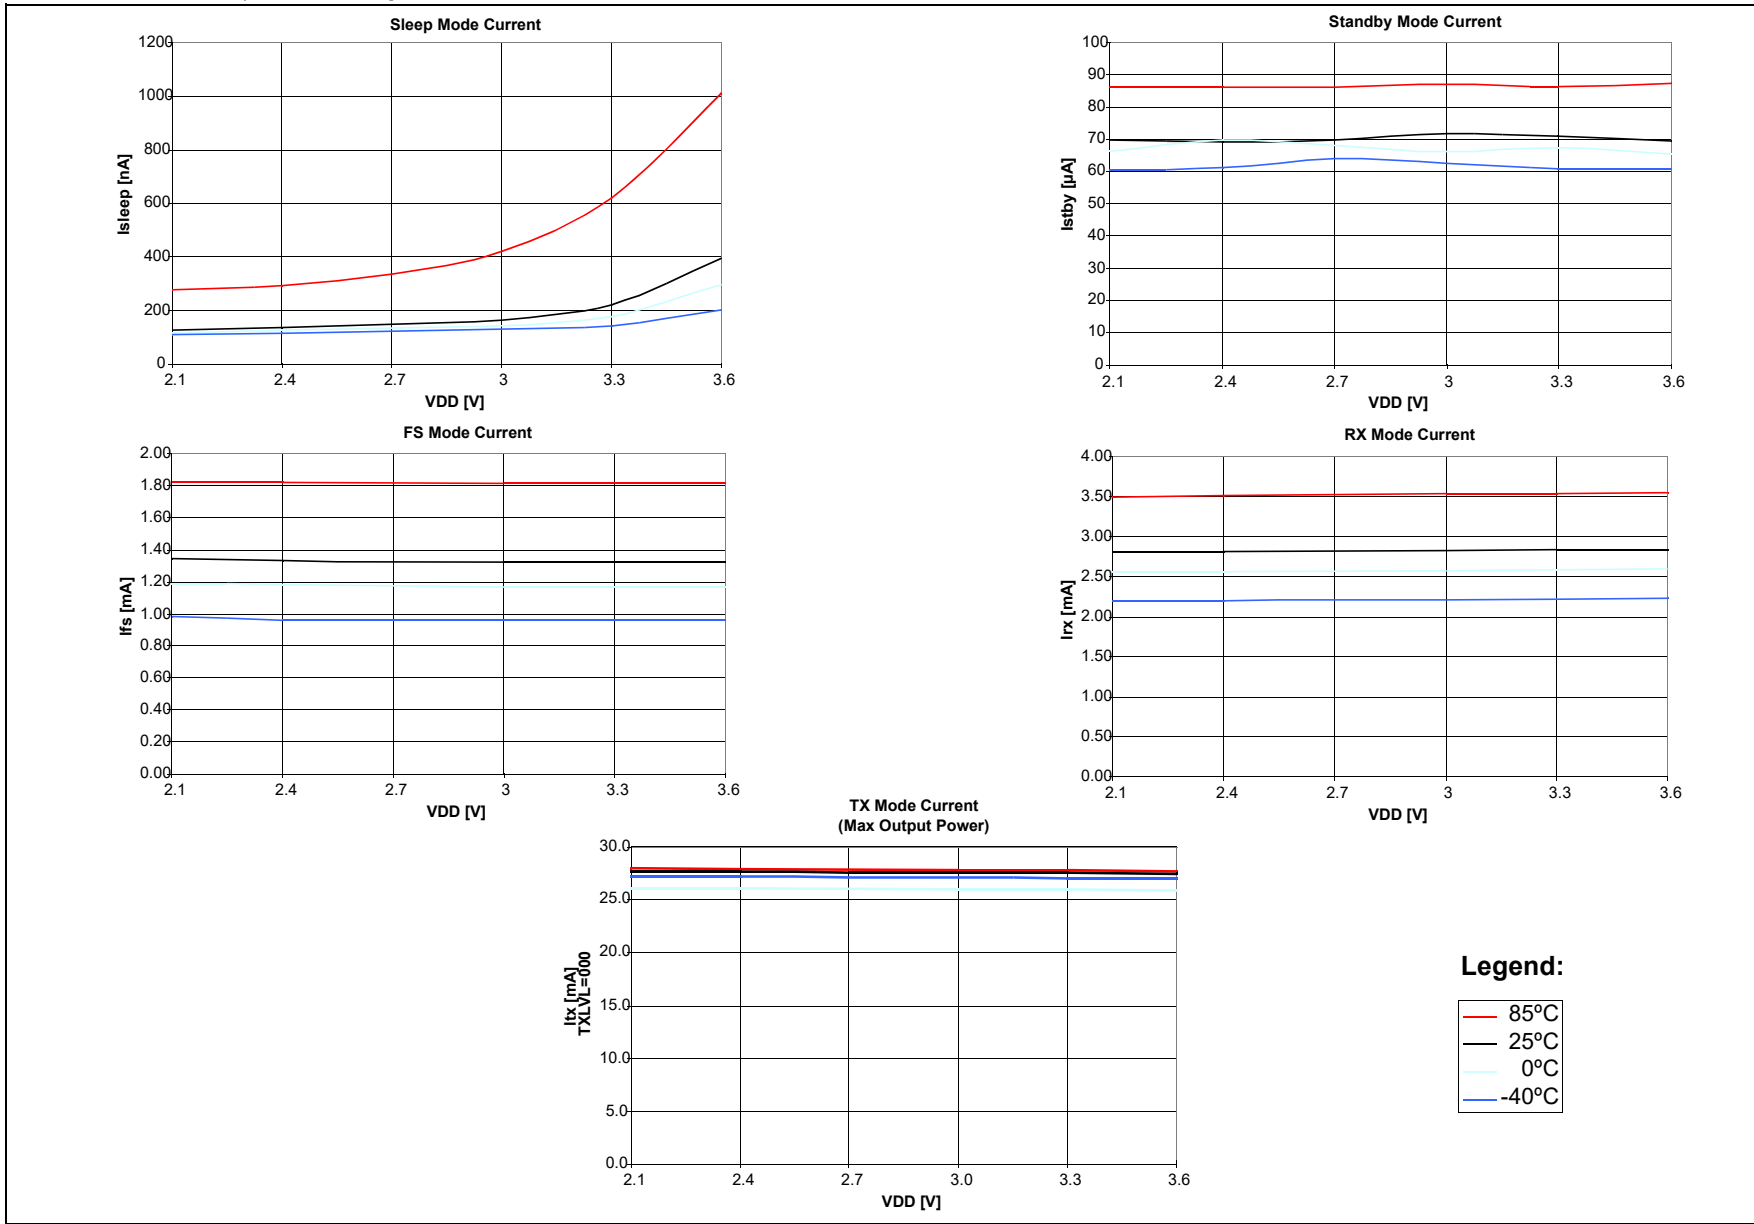 Sleep Mode Current
1200
1000
800
600
400
200
0
Isleep [nA]
2.1 2.4 2.7 3 3.3 3.6
VDD [V]
Standby Mode Current
100
90
80
70
60
50
40
30
20
10
0
Istby [µA]
2.1 2.4 2.7 3 3.3 3.6
VDD [V]
FS Mode Current
2.00
1.80
1.60
1.40
1.20
1.00
0.80
0.60
0.40
0.20
0.00
Ifs [mA]
2.1 2.4 2.7 3 3.3 3.6
VDD [V]
RX Mode Current
4.00
3.50
3.00
2.50
2.00
1.50
1.00
0.50
0.00
Irx [mA]
2.1 2.4 2.7 3 3.3 3.6
VDD [V]
TX Mode Current
(Max Output Power)
30.0
25.0
20.0
15.0
10.0
5.0
0.0
Itx [mA]
TXLVL=000
2.1 2.4 2.7 3.0 3.3 3.6
VDD [V]
Legend:
85ºC
25ºC
0ºC
-40ºC